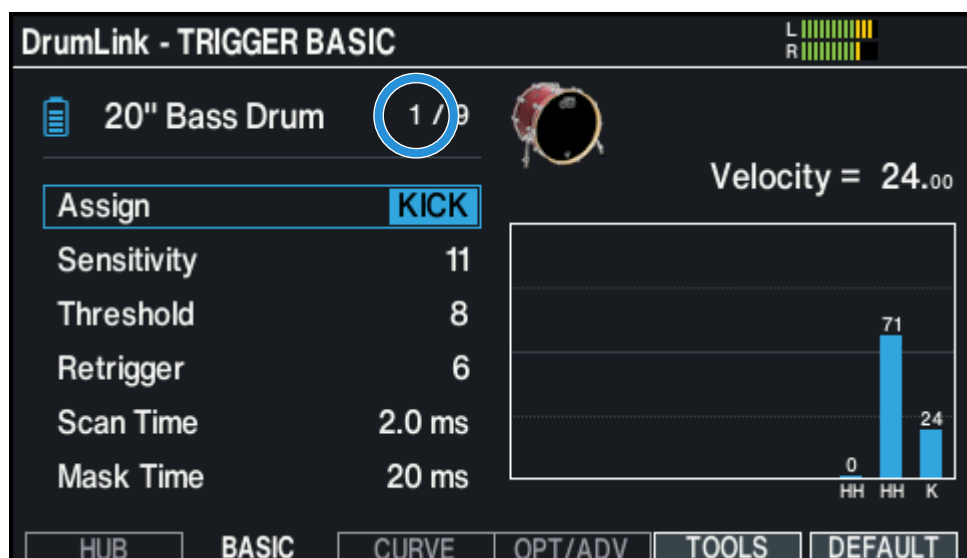 DrumLink - TRIGGER BASIC
L
R
20" Bass Drum 1 / 9
Velocity = 24.00
Assign KICK
Sensitivity 11
Threshold 8
Retrigger 6
Scan Time 2.0 ms
Mask Time 20 ms
71
24
0
HH HH K
HUB BASIC CURVE OPT/ADV TOOLS DEFAULT